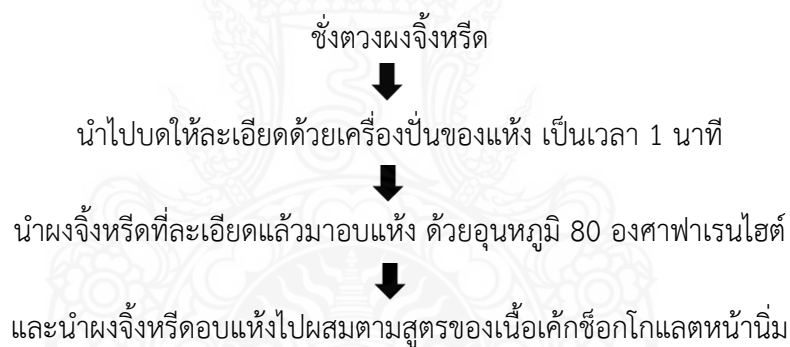 ชั่งตวงผงจิ้งหรีด
นำไปบดให้ละเอียดด้วยเครื่องปั่นของแห้ง เป็นเวลา 1 นาที
นำผงจิ้งหรีดที่ละเอียดแล้วมาอบแห้ง ด้วยอุนหภูมิ 80 องศาฟาเรนไฮต์
และนำผงจิ้งหรีดอบแห้งไปผสมตามสูตรของเนื้อเค้กช็อกโกแลตหน้านิ่ม